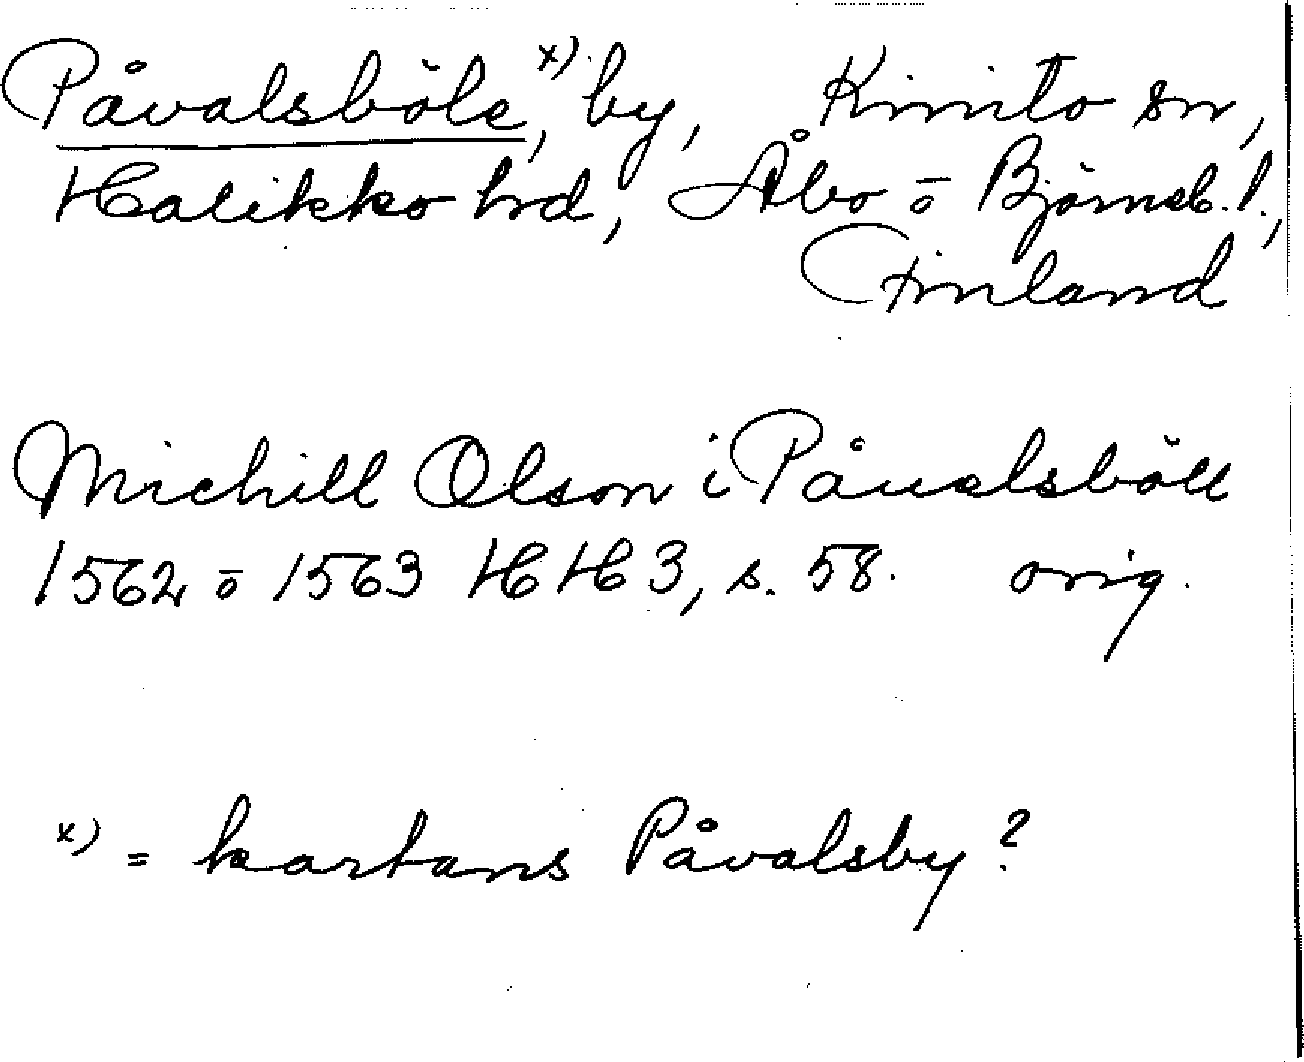 Påvalsböle, x) by, Kimito sn,
Halikko hd, Åbo o Björneb. l.,
Finland
Michill Olson i Påualsböll
1562 o 1563 HH 3, s. 58. orig.
x) = kartans Påvalsby?